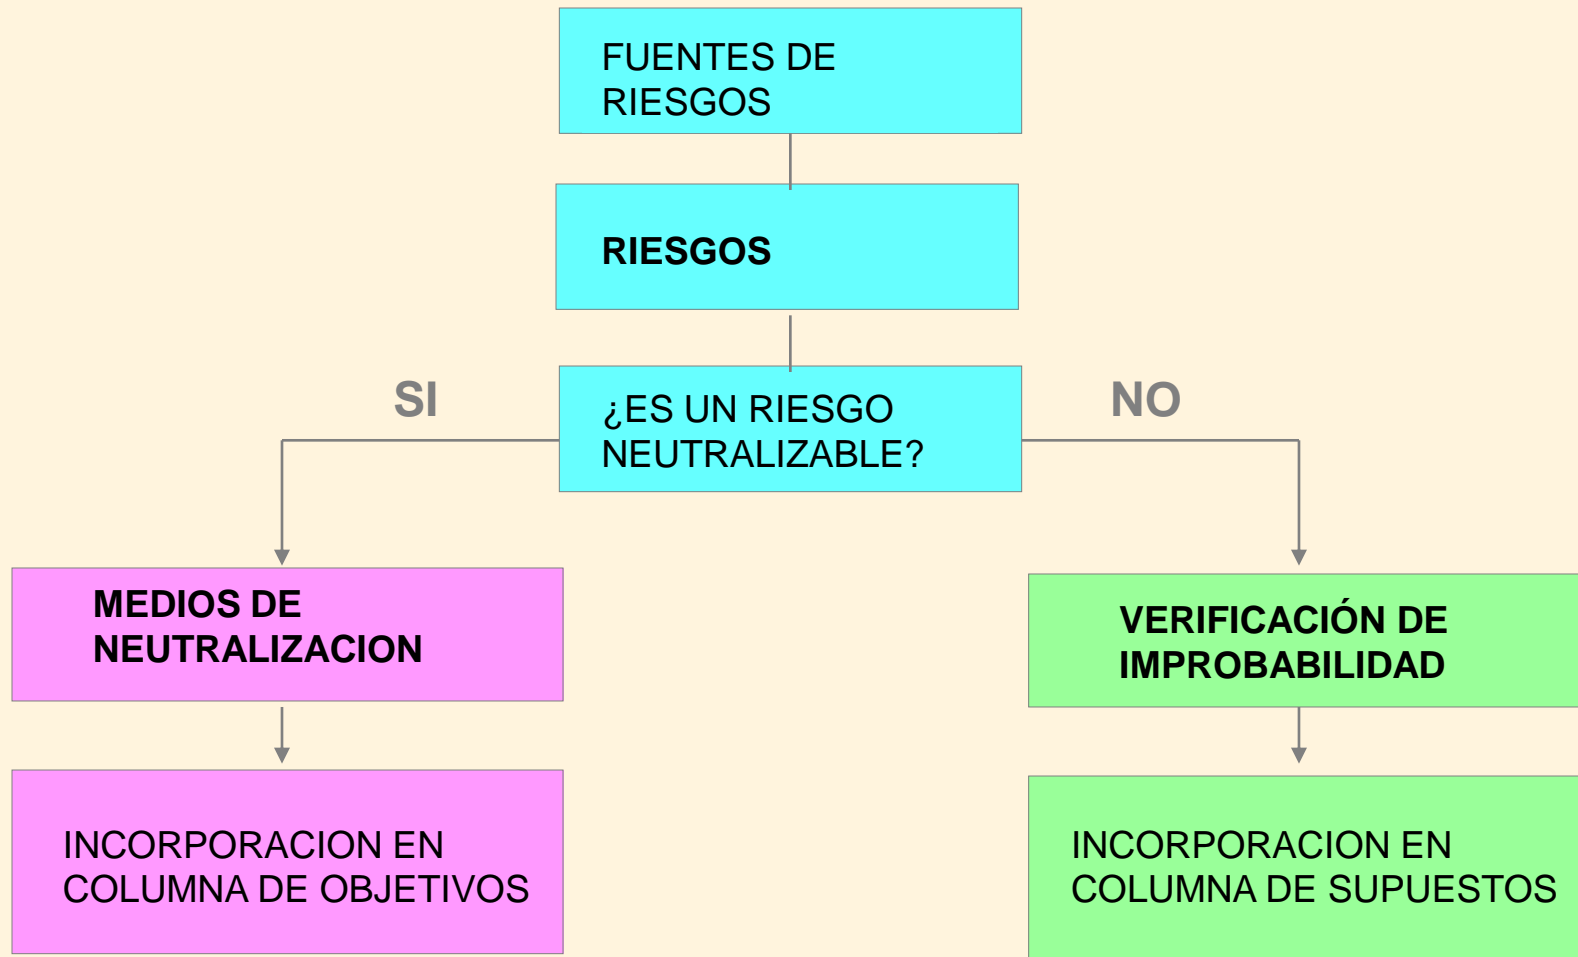 FUENTES DE
RIESGOS
RIESGOS
SI
NO
¿ES UN RIESGO
NEUTRALIZABLE?
MEDIOS DE
NEUTRALIZACION
VERIFICACIÓN DE
IMPROBABILIDAD
INCORPORACION EN
COLUMNA DE OBJETIVOS
INCORPORACION EN
COLUMNA DE SUPUESTOS